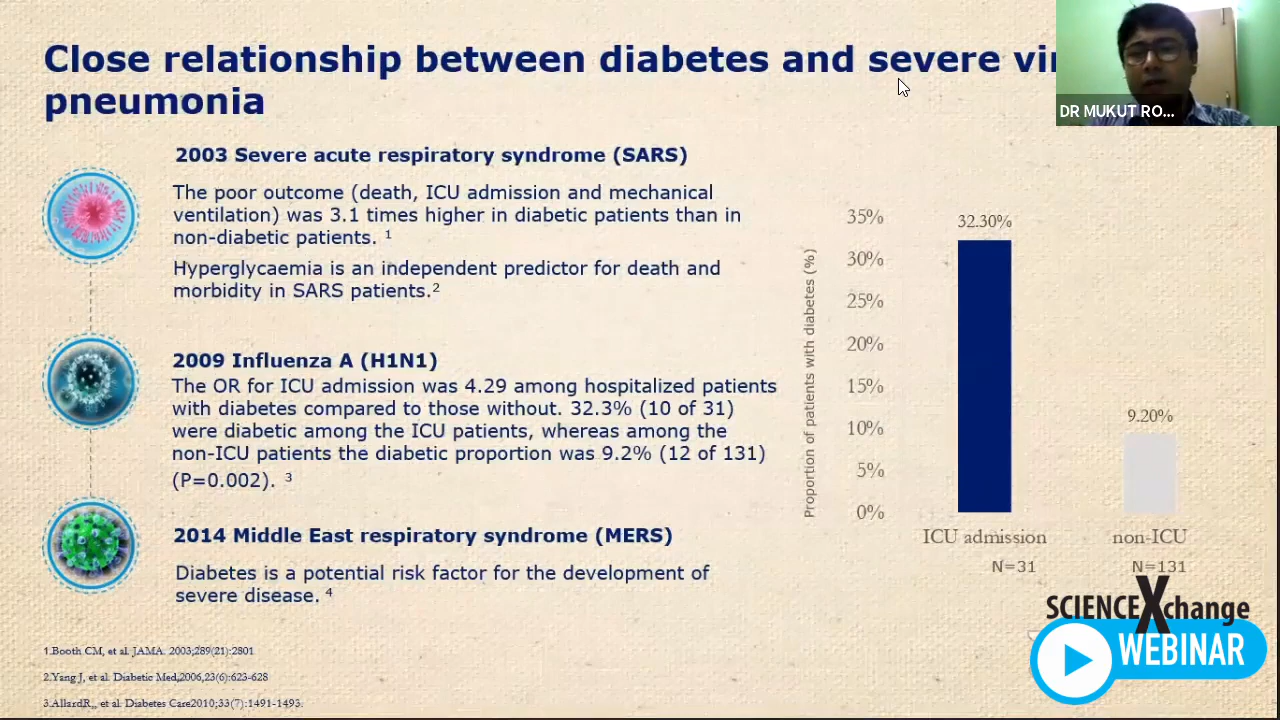 Close relationship between diabetes and severe
pneumonia
DR MUKUT RO...
2003 Severe acute respiratory syndrome (SARS)
The poor outcome (death, ICU admission and mechanical
ventilation) was 3.1 times higher in diabetic patients than in
non-diabetic patients. 1
Hyperglycaemia is an independent predictor for death and
morbidity in SARS patients.2
2009 Influenza A (H1N1)
The OR for ICU admission was 4.29 among hospitalized patients
with diabetes compared to those without. 32.3% (10 of 31)
were diabetic among the ICU patients, whereas among the
non-ICU patients the diabetic proportion was 9.2% (12 of 131)
(P=0.002). 3
2014 Middle East respiratory syndrome (MERS)
Diabetes is a potential risk factor for the development of
severe disease. 4
Proportion of patients with diabetes (%)
35%
30%
25%
20%
15%
10%
5%
0%
32.30%
9.20%
ICU admission
non-ICU
N=31
N=131
1.Booth CM, et al. JAMA. 2003;289(21):2801
2.Yang J, et al. Diabetic Med,2006,23(6):623-628
3.AllardR,, et al. Diabetes Care2010;33(7):1491-1493.
SCIENCEXchange
WEBINAR